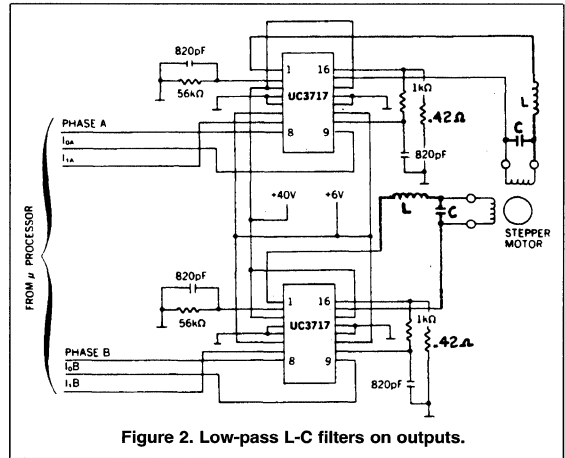 820pF
56kΩ
1
16
UC3717
8
9
1kΩ
.42Ω
820pF
L
C
PHASE A
I₀A
I₁A
FROM μ PROCESSOR
+40V
+6V
L
C
STEPPER
MOTOR
820pF
56kΩ
1
16
UC3717
8
9
1kΩ
.42Ω
820pF
PHASE B
I₀B
I₁B
Figure 2. Low-pass L-C filters on outputs.